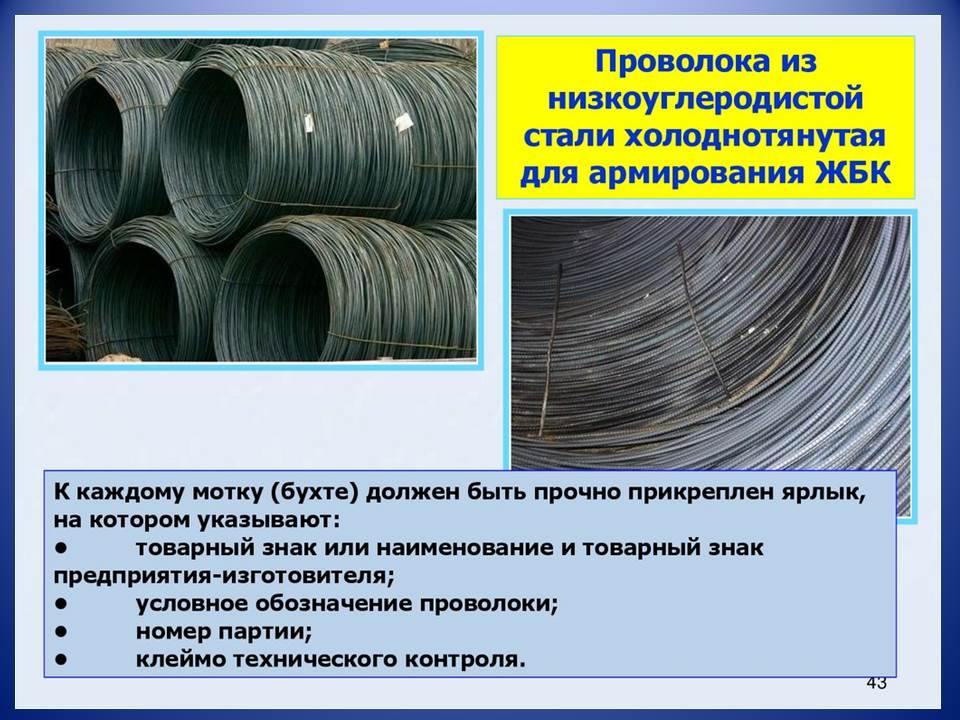 Проволока из
низкоуглеродистой
стали холоднотянутая
для армирования ЖБК
К каждому мотку (бухте) должен быть прочно прикреплен ярлык,
на котором указывают:
● товарный знак или наименование и товарный знак
предприятия-изготовителя;
● условное обозначение проволоки;
● номер партии;
● клеймо технического контроля.
43